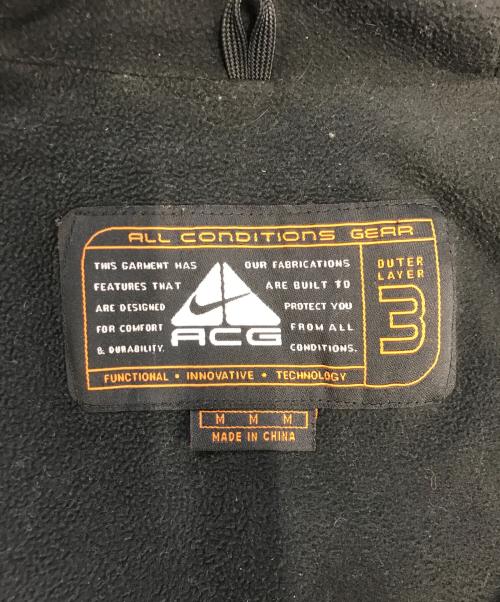 ALL CONDITIONS GEAR
THIS GARMENT HAS
FEATURES THAT
ARE DESIGNED
FOR COMFORT
& DURABILITY.
OUR FABRICATIONS
ARE BUILT TO
PROTECT YOU
FROM ALL
CONDITIONS.
ACG
OUTER
LAYER
3
FUNCTIONAL • INNOVATIVE • TECHNOLOGY
M M M
MADE IN CHINA